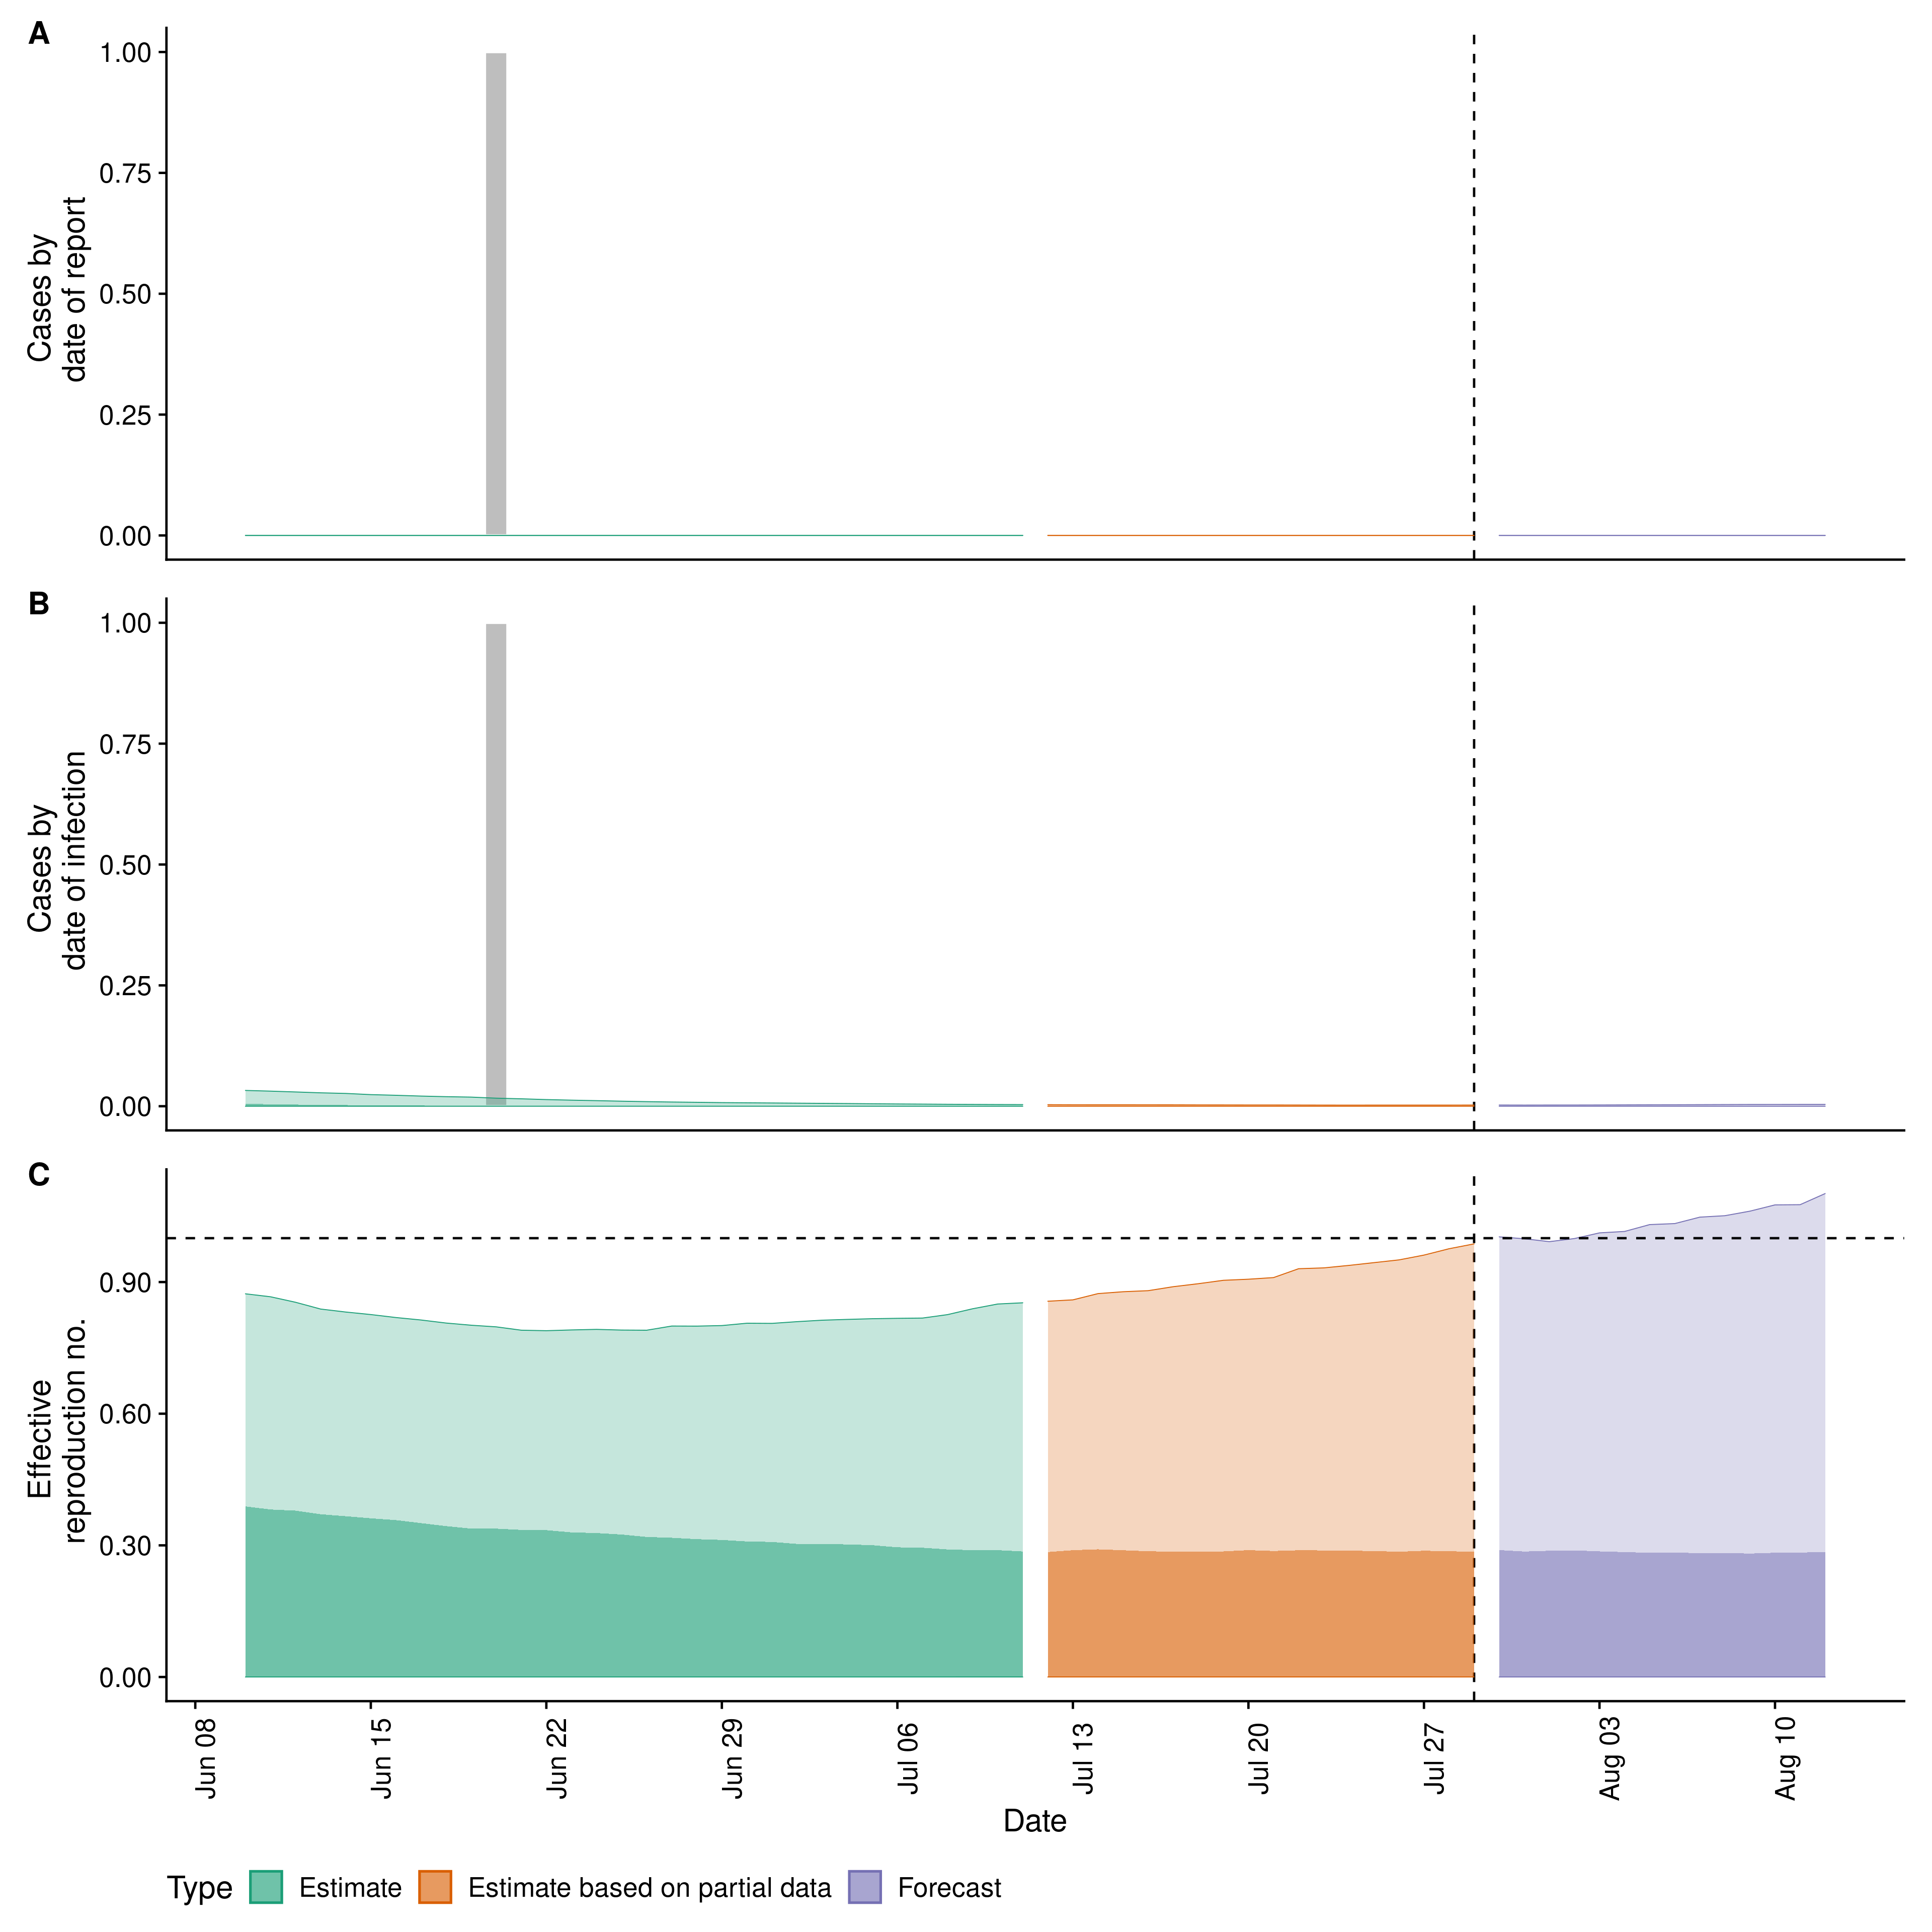 A
Cases by
date of report
1.00
0.75
0.50
0.25
0.00
B
Cases by
date of infection
1.00
0.75
0.50
0.25
0.00
C
Effective
reproduction no.
0.90
0.60
0.30
0.00
Jun 08
Jun 15
Jun 22
Jun 29
Jul 06
Jul 13
Jul 20
Jul 27
Aug 03
Aug 10
Date
Type Estimate Estimate based on partial data Forecast